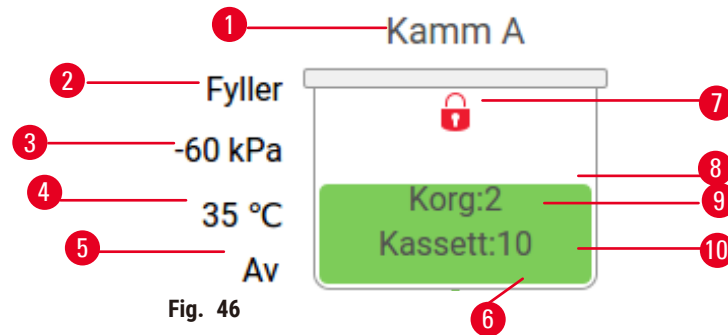 1
Kamm A
2
Fyller
7
3
-60 kPa
8
4
35 °C
Korg:2
9
5
Kassett:10
10
Av
Fig. 46
6